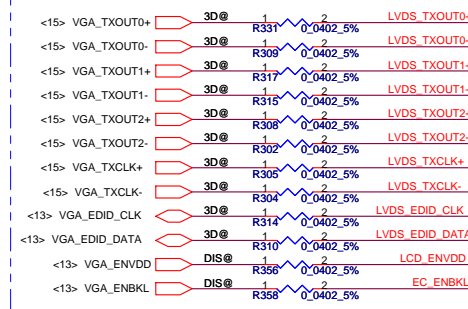 <15> VGA_TXOUT0+ 3D@ 1 2 LVDS_TXOUT0+
R331 0_0402_5%
<15> VGA_TXOUT0- 3D@ 1 2 LVDS_TXOUT0-
R309 0_0402_5%
<15> VGA_TXOUT1+ 3D@ 1 2 LVDS_TXOUT1+
R317 0_0402_5%
<15> VGA_TXOUT1- 3D@ 1 2 LVDS_TXOUT1-
R315 0_0402_5%
<15> VGA_TXOUT2+ 3D@ 1 2 LVDS_TXOUT2+
R308 0_0402_5%
<15> VGA_TXOUT2- 3D@ 1 2 LVDS_TXOUT2-
R302 0_0402_5%
<15> VGA_TXCLK+ 3D@ 1 2 LVDS_TXCLK+
R305 0_0402_5%
<15> VGA_TXCLK- 3D@ 1 2 LVDS_TXCLK-
R304 0_0402_5%
<13> VGA_EDID_CLK 3D@ 1 2 LVDS_EDID_CLK
R314 0_0402_5%
<13> VGA_EDID_DATA 3D@ 1 2 LVDS_EDID_DATA
R310 0_0402_5%
<13> VGA_ENVDD DIS@ 1 2 LCD_ENVDD
R356 0_0402_5%
<13> VGA_ENBKL DIS@ 1 2 EC_ENBKL
R358 0_0402_5%